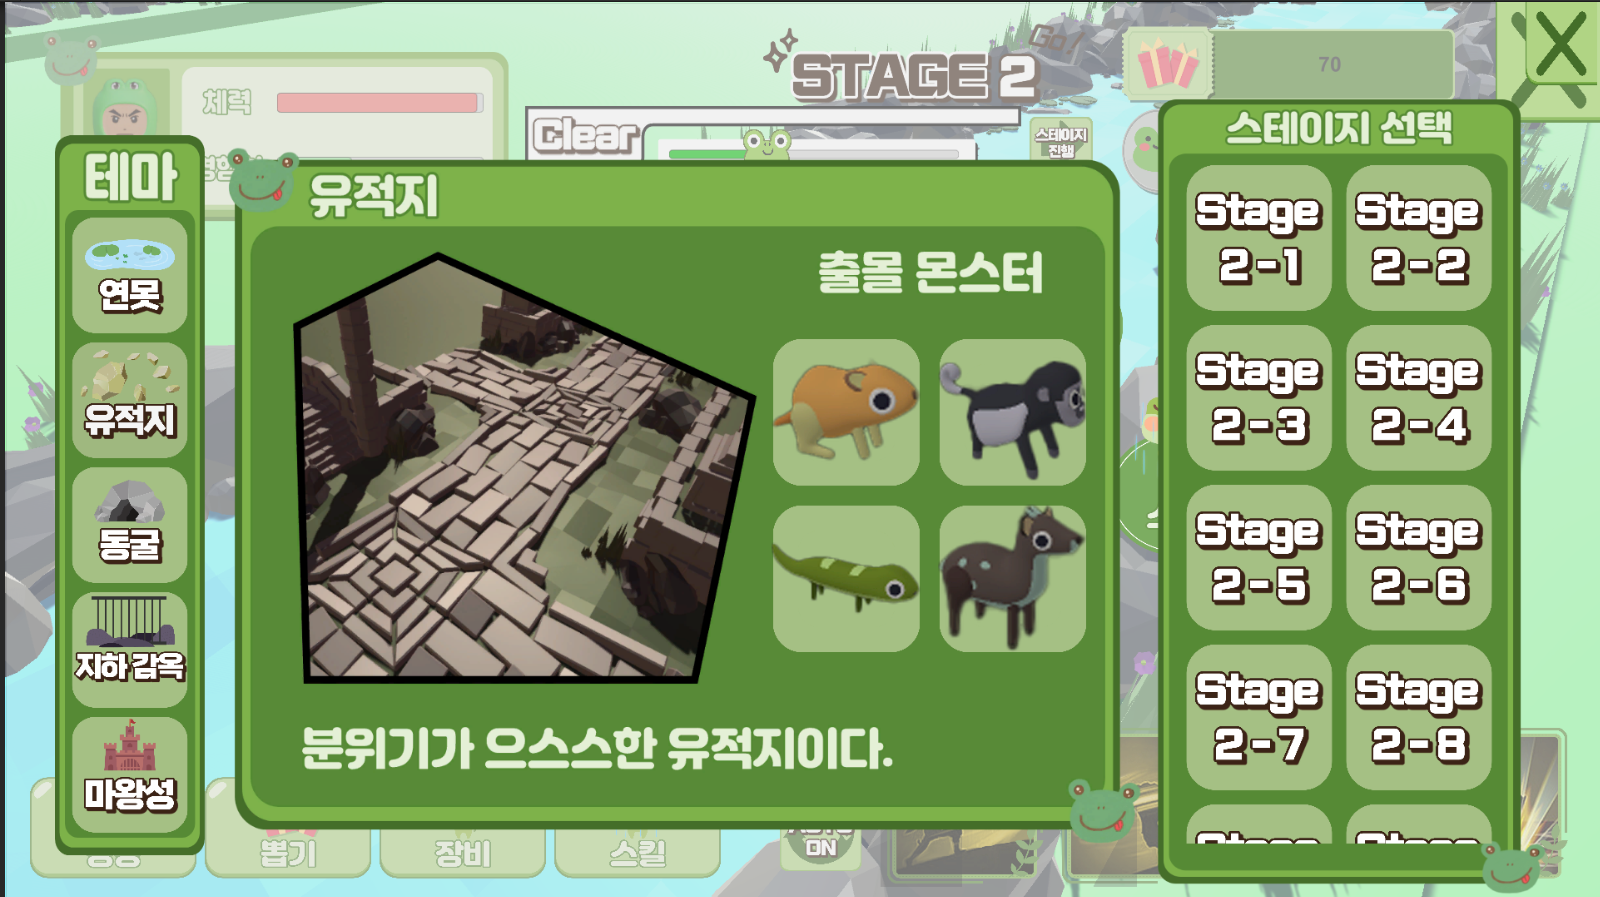 Go!
STAGE 2
70
체력
Clear
스테이지
진행
테마
연못
유적지
동굴
지하 감옥
마왕성
유적지
출몰 몬스터
분위기가 으스스한 유적지이다.
스테이지 선택
Stage
2-1
Stage
2-2
Stage
2-3
Stage
2-4
Stage
2-5
Stage
2-6
Stage
2-7
Stage
2-8
Stage
Stage
뽑기
장비
스킬
ON